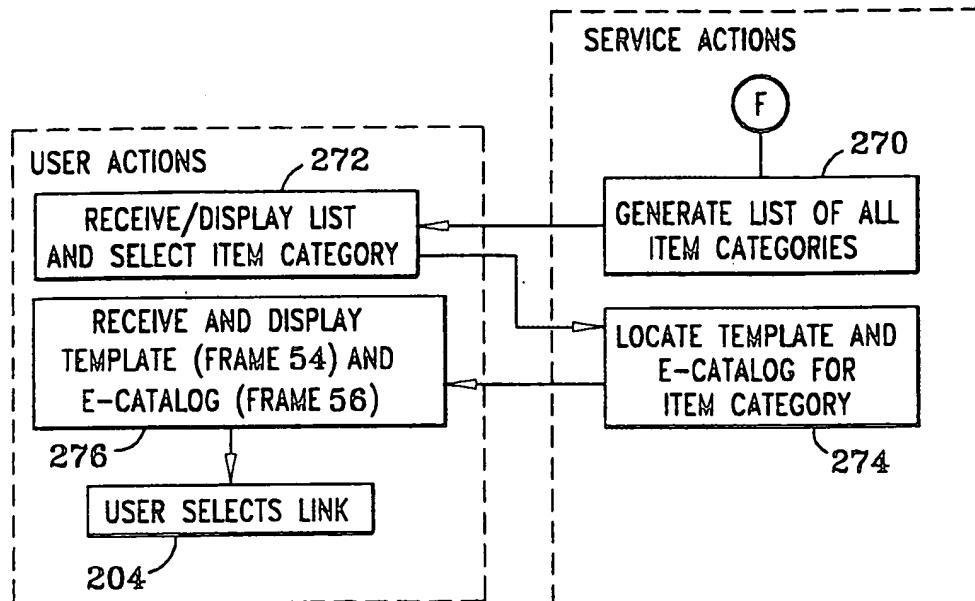 SERVICE ACTIONS
F
270
GENERATE LIST OF ALL
ITEM CATEGORIES
USER ACTIONS
272
RECEIVE/DISPLAY LIST
AND SELECT ITEM CATEGORY
RECEIVE AND DISPLAY
TEMPLATE (FRAME 54) AND
E-CATALOG (FRAME 56)
276
LOCATE TEMPLATE AND
E-CATALOG FOR
ITEM CATEGORY
274
USER SELECTS LINK
204